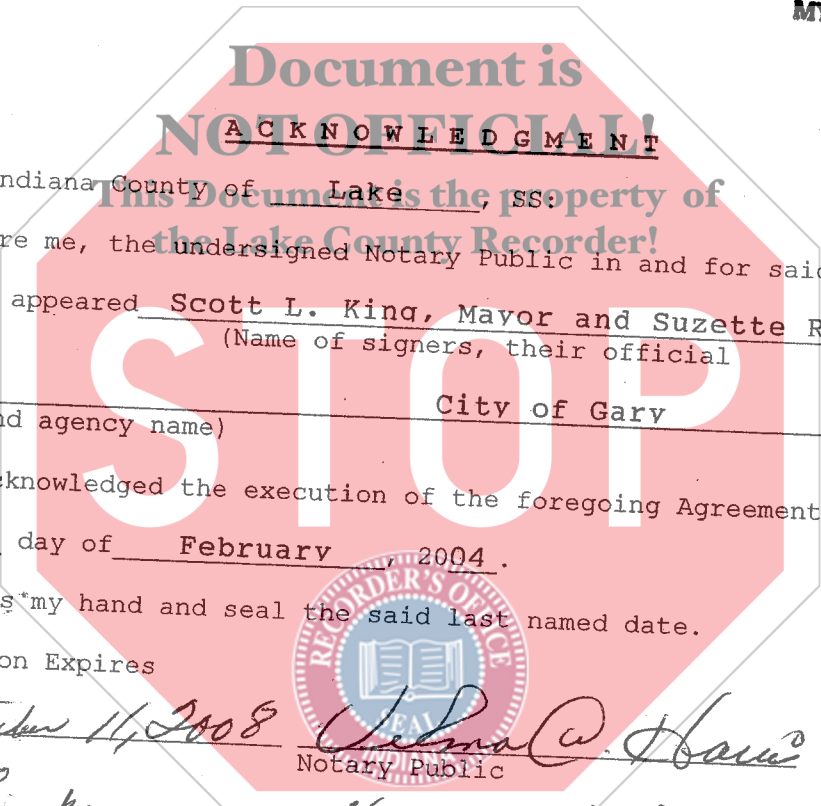 MY
Document is
NOT OFFICIAL!
ACKNOWLEDGMENT
This Document is the property of
the Lake County Recorder!
ndiana County of Lake, SS:
re me, the undersigned Notary Public in and for said
appeared Scott L. King, Mayor and Suzette R
(Name of signers, their official
City of Gary
nd agency name)
cknowledged the execution of the foregoing Agreement
day of February, 2004.
s my hand and seal the said last named date.
on Expires
11, 2008
Notary Public
STOP
RECORDER'S OFFICE
SEAL
INDIANA